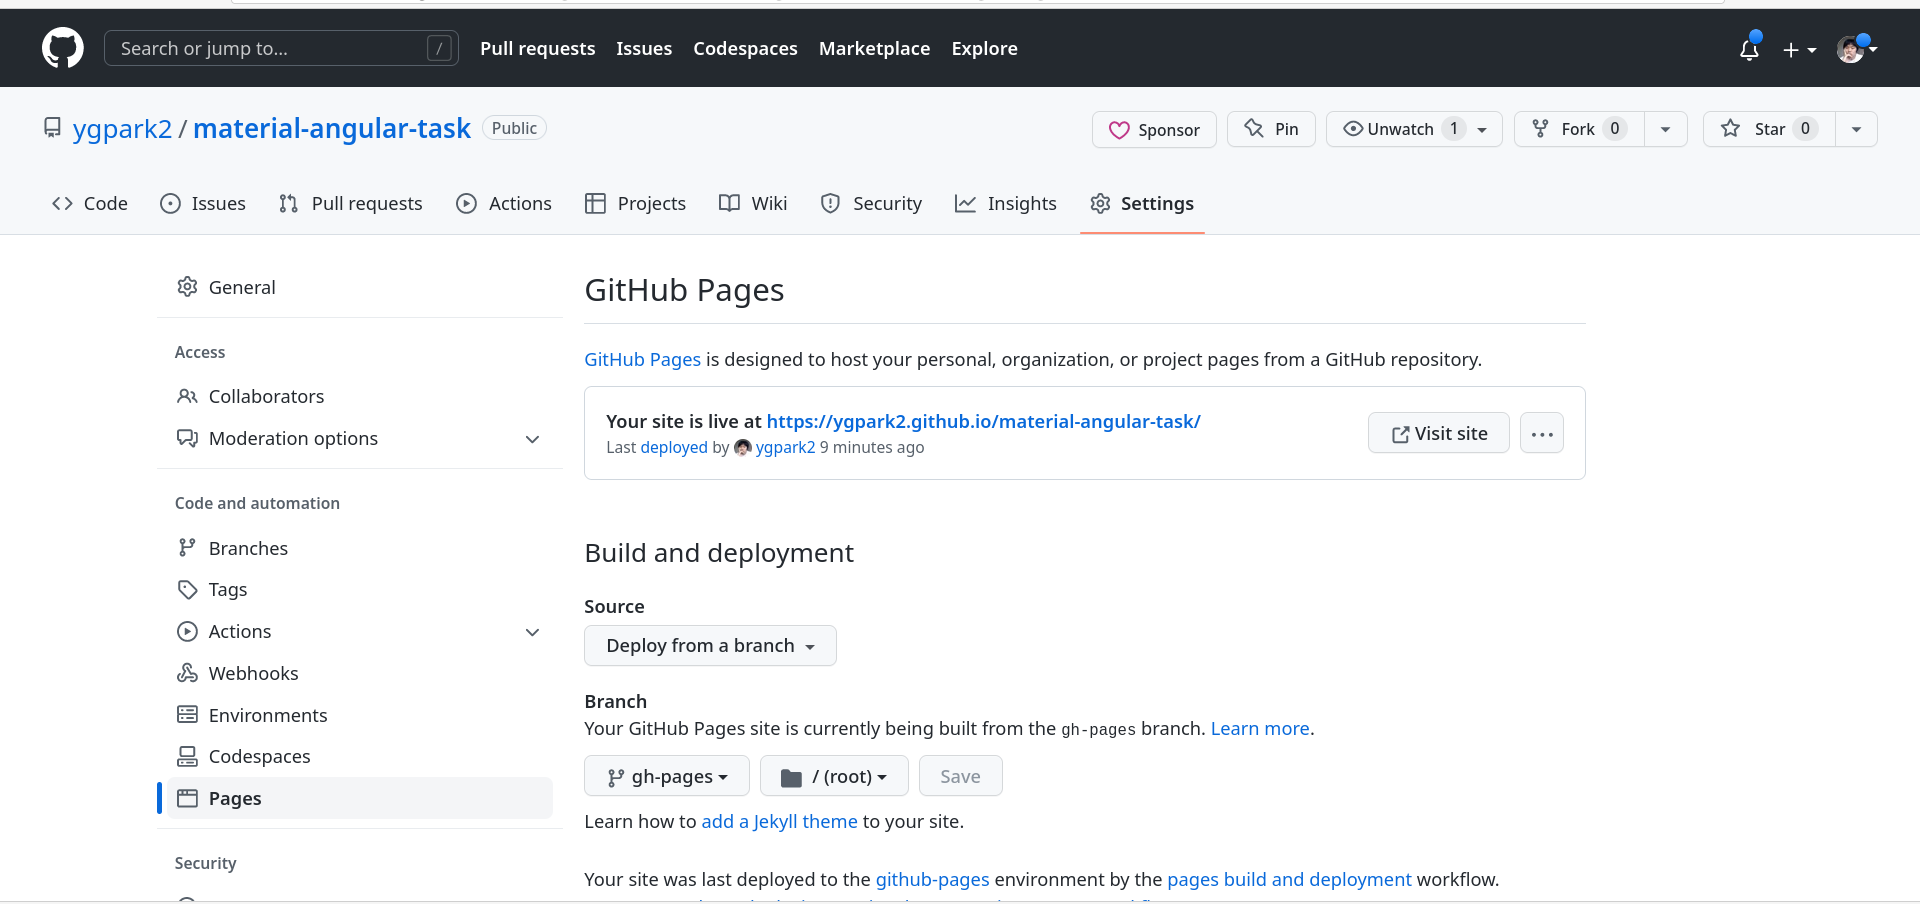 Search or jump to...
/
Pull requests
Issues
Codespaces
Marketplace
Explore
ygpark2 / material-angular-task
Public
Sponsor
Pin
Unwatch 1
Fork 0
Star 0
Code
Issues
Pull requests
Actions
Projects
Wiki
Security
Insights
Settings
General
Access
Collaborators
Moderation options
Code and automation
Branches
Tags
Actions
Webhooks
Environments
Codespaces
Pages
Security
GitHub Pages
GitHub Pages is designed to host your personal, organization, or project pages from a GitHub repository.
Your site is live at https://ygpark2.github.io/material-angular-task/
Last deployed by ygpark2 9 minutes ago
Visit site
Build and deployment
Source
Deploy from a branch
Branch
Your GitHub Pages site is currently being built from the gh-pages branch. Learn more.
gh-pages
/ (root)
Save
Learn how to add a Jekyll theme to your site.
Your site was last deployed to the github-pages environment by the pages build and deployment workflow.